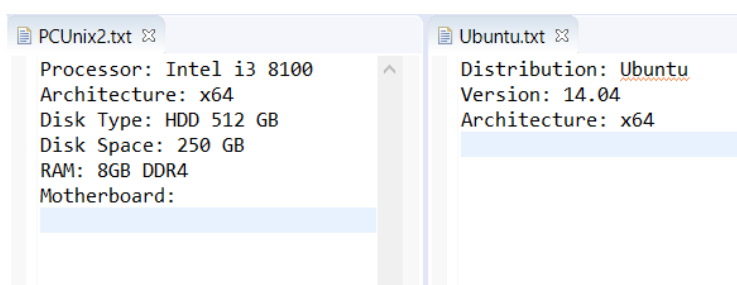 PCUnix2.txt
Processor: Intel i3 8100
Architecture: x64
Disk Type: HDD 512 GB
Disk Space: 250 GB
RAM: 8GB DDR4
Motherboard:
Ubuntu.txt
Distribution: Ubuntu
Version: 14.04
Architecture: x64